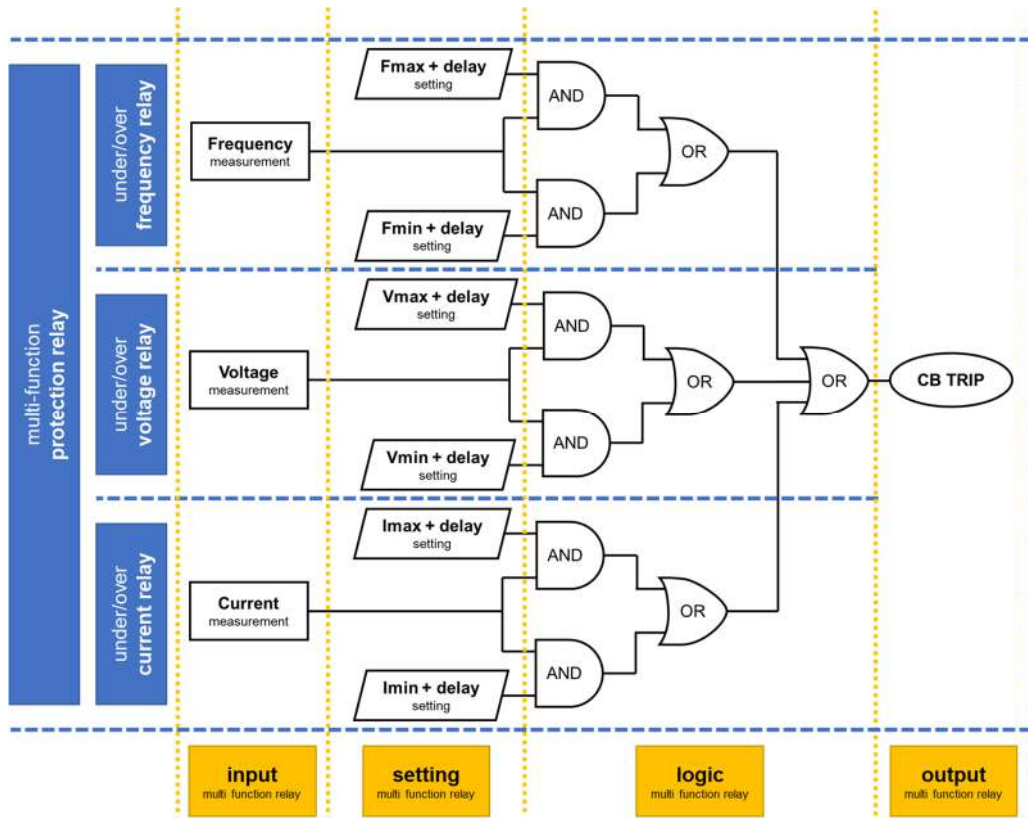 multi-function
protection relay
under/over
frequency relay
Frequency
measurement
Fmax + delay
setting
Fmin + delay
setting
AND
AND
OR
under/over
voltage relay
Voltage
measurement
Vmax + delay
setting
Vmin + delay
setting
AND
AND
OR
OR
CB TRIP
under/over
current relay
Current
measurement
Imax + delay
setting
Imin + delay
setting
AND
AND
OR
input
multi function relay
setting
multi function relay
logic
multi function relay
output
multi function relay